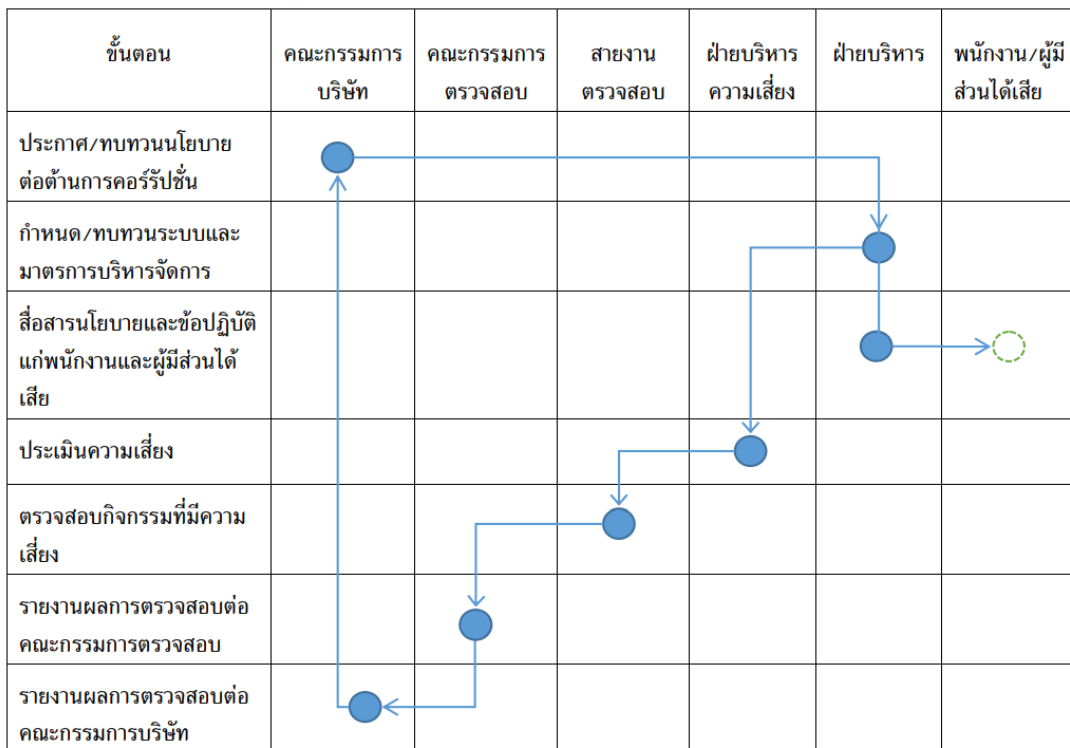 ขั้นตอน
คณะกรรมการ
บริษัท
คณะกรรมการ
ตรวจสอบ
สายงาน
ตรวจสอบ
ฝ่ายบริหาร
ความเสี่ยง
ฝ่ายบริหาร
พนักงาน/ผู้มี
ส่วนได้เสีย
ประกาศ/ทบทวนนโยบาย
ต่อต้านการคอร์รัปชั่น
กำหนด/ทบทวนระบบและ
มาตรการบริหารจัดการ
สื่อสารนโยบายและข้อปฏิบัติ
แก่พนักงานและผู้มีส่วนได้
เสีย
ประเมินความเสี่ยง
ตรวจสอบกิจกรรมที่มีความ
เสี่ยง
รายงานผลการตรวจสอบต่อ
คณะกรรมการตรวจสอบ
รายงานผลการตรวจสอบต่อ
คณะกรรมการบริษัท